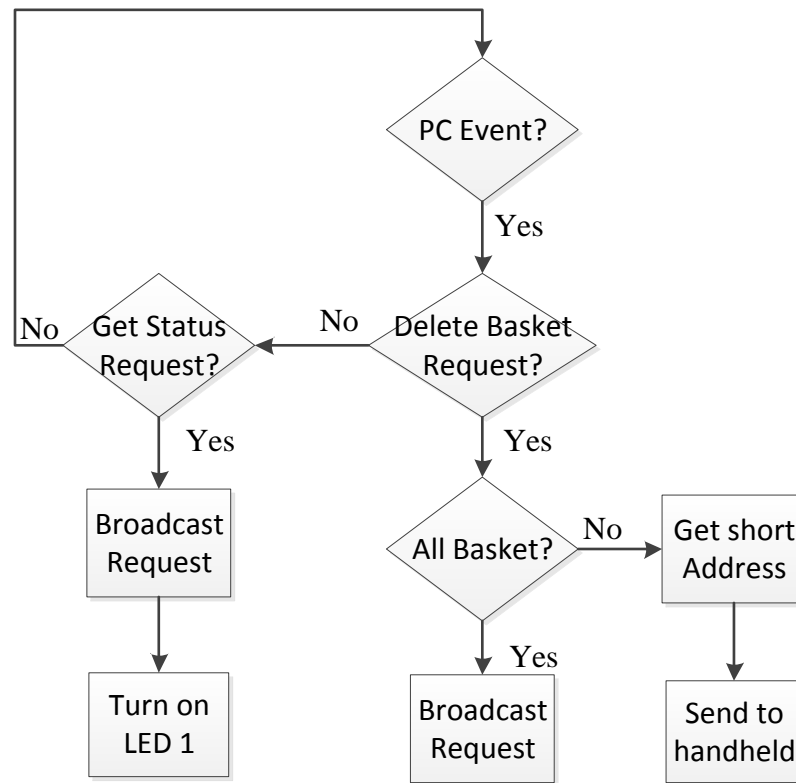 PC Event?
Yes
No
Get Status
Request?
No
Delete Basket
Request?
Yes
Yes
Broadcast
Request
All Basket?
No
Get short
Address
Yes
Turn on
LED 1
Broadcast
Request
Send to
handheld